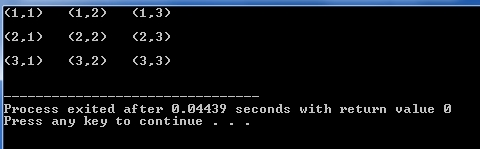 (1,1) (1,2) (1,3)
(2,1) (2,2) (2,3)
(3,1) (3,2) (3,3)
--------------------------------
Process exited after 0.04439 seconds with return value 0
Press any key to continue . . .